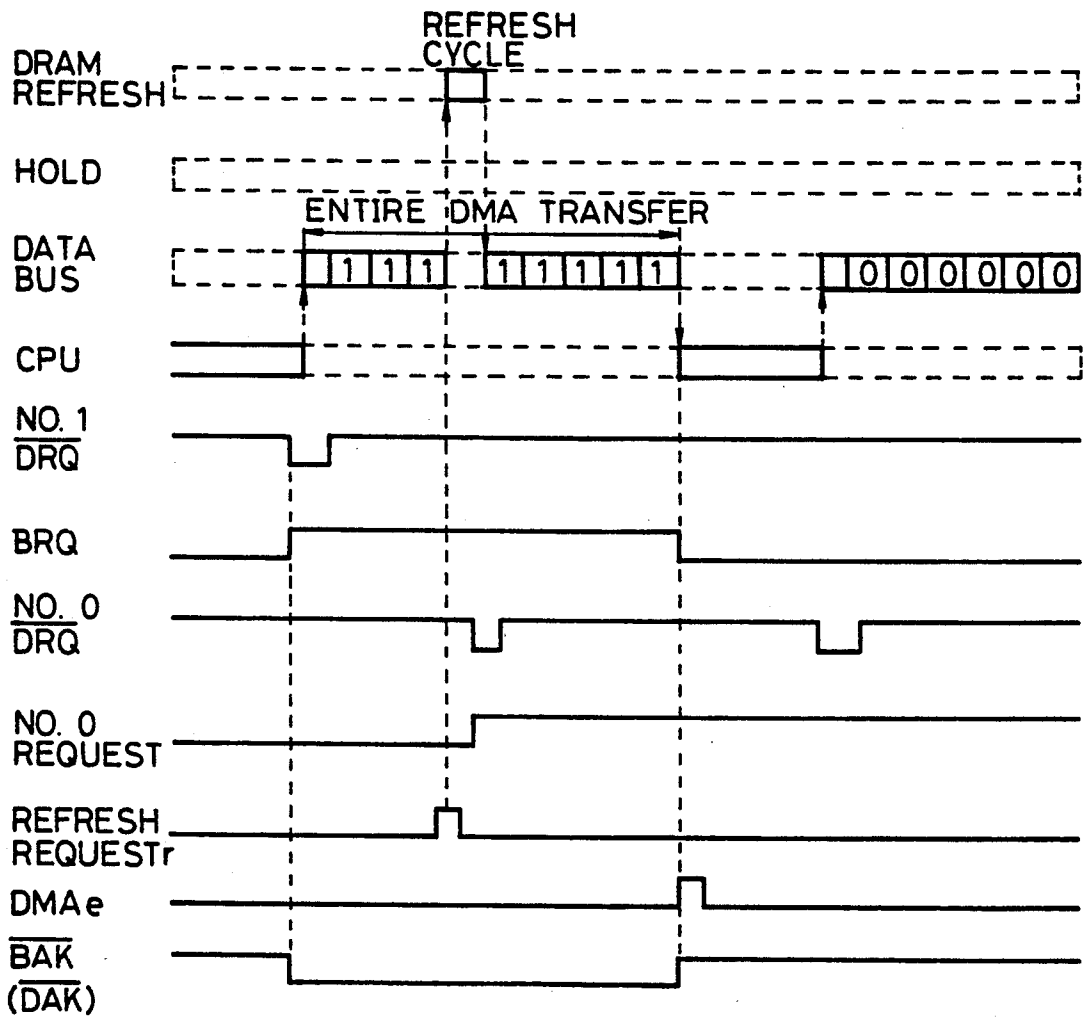 REFRESH
CYCLE
DRAM
REFRESH
HOLD
ENTIRE DMA TRANSFER
DATA
BUS
1 1 1 1 1 1 1 1 0 0 0 0 0 0
CPU
NO. 1
DRQ
BRQ
NO. 0
DRQ
NO. 0
REQUEST
REFRESH
REQUESTr
DMAe
BAK
(DAK)